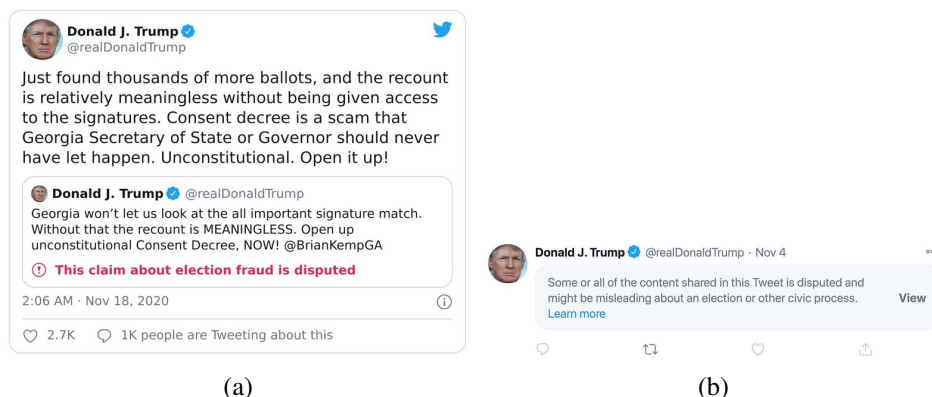 Donald J. Trump
@realDonaldTrump
Just found thousands of more ballots, and the recount
is relatively meaningless without being given access
to the signatures. Consent decree is a scam that
Georgia Secretary of State or Governor should never
have let happen. Unconstitutional. Open it up!
Donald J. Trump @realDonaldTrump
Georgia won't let us look at the all important signature match.
Without that the recount is MEANINGLESS. Open up
unconstitutional Consent Decree, NOW! @BrianKempGA
This claim about election fraud is disputed
2:06 AM · Nov 18, 2020
2.7K 1K people are Tweeting about this
(a)
Donald J. Trump @realDonaldTrump · Nov 4
Some or all of the content shared in this Tweet is disputed and
might be misleading about an election or other civic process.
Learn more
View
(b)